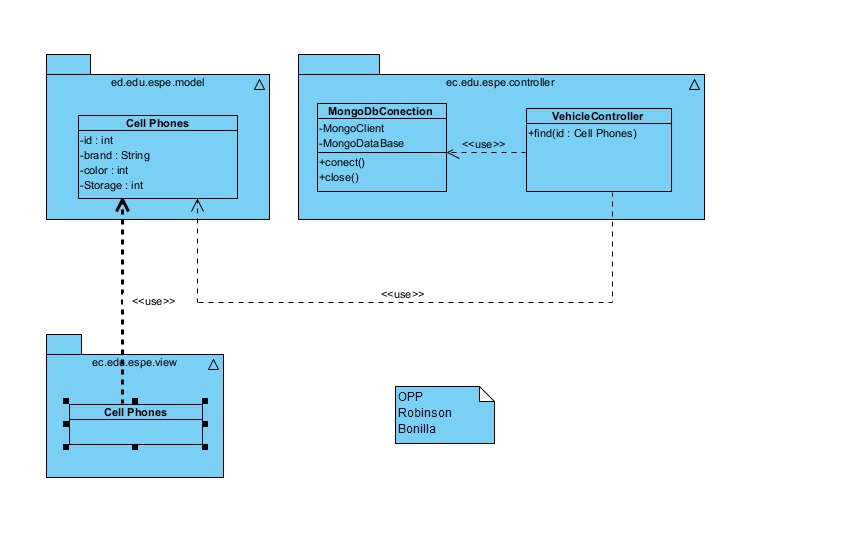 ed.edu.espe.model
Cell Phones
-id : int
-brand : String
-color : int
-Storage : int
ec.edu.espe.controller
MongoDbConection
-MongoClient
-MongoDataBase
+conect()
+close()
<<use>>
VehicleController
+find(id : Cell Phones)
<<use>>
<<use>>
ec.edu.espe.view
Cell Phones
OPP
Robinson
Bonilla